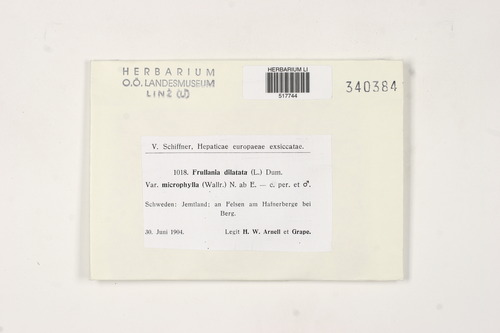 HERBARIUM
O.Ö. LANDESMUSEUM
LINZ (LI)
HERBARIUM LI
517744
340384
V. Schiffner, Hepaticae europaeae exsiccatae.
1018. Frullania dilatata (L.) Dum.
Var. microphylla (Wallr.) N. ab E. — c. per. et ♂.
Schweden: Jemtland; an Felsen am Hafverberge bei
Berg.
30. Juni 1904. Legit H. W. Arnell et Grape.